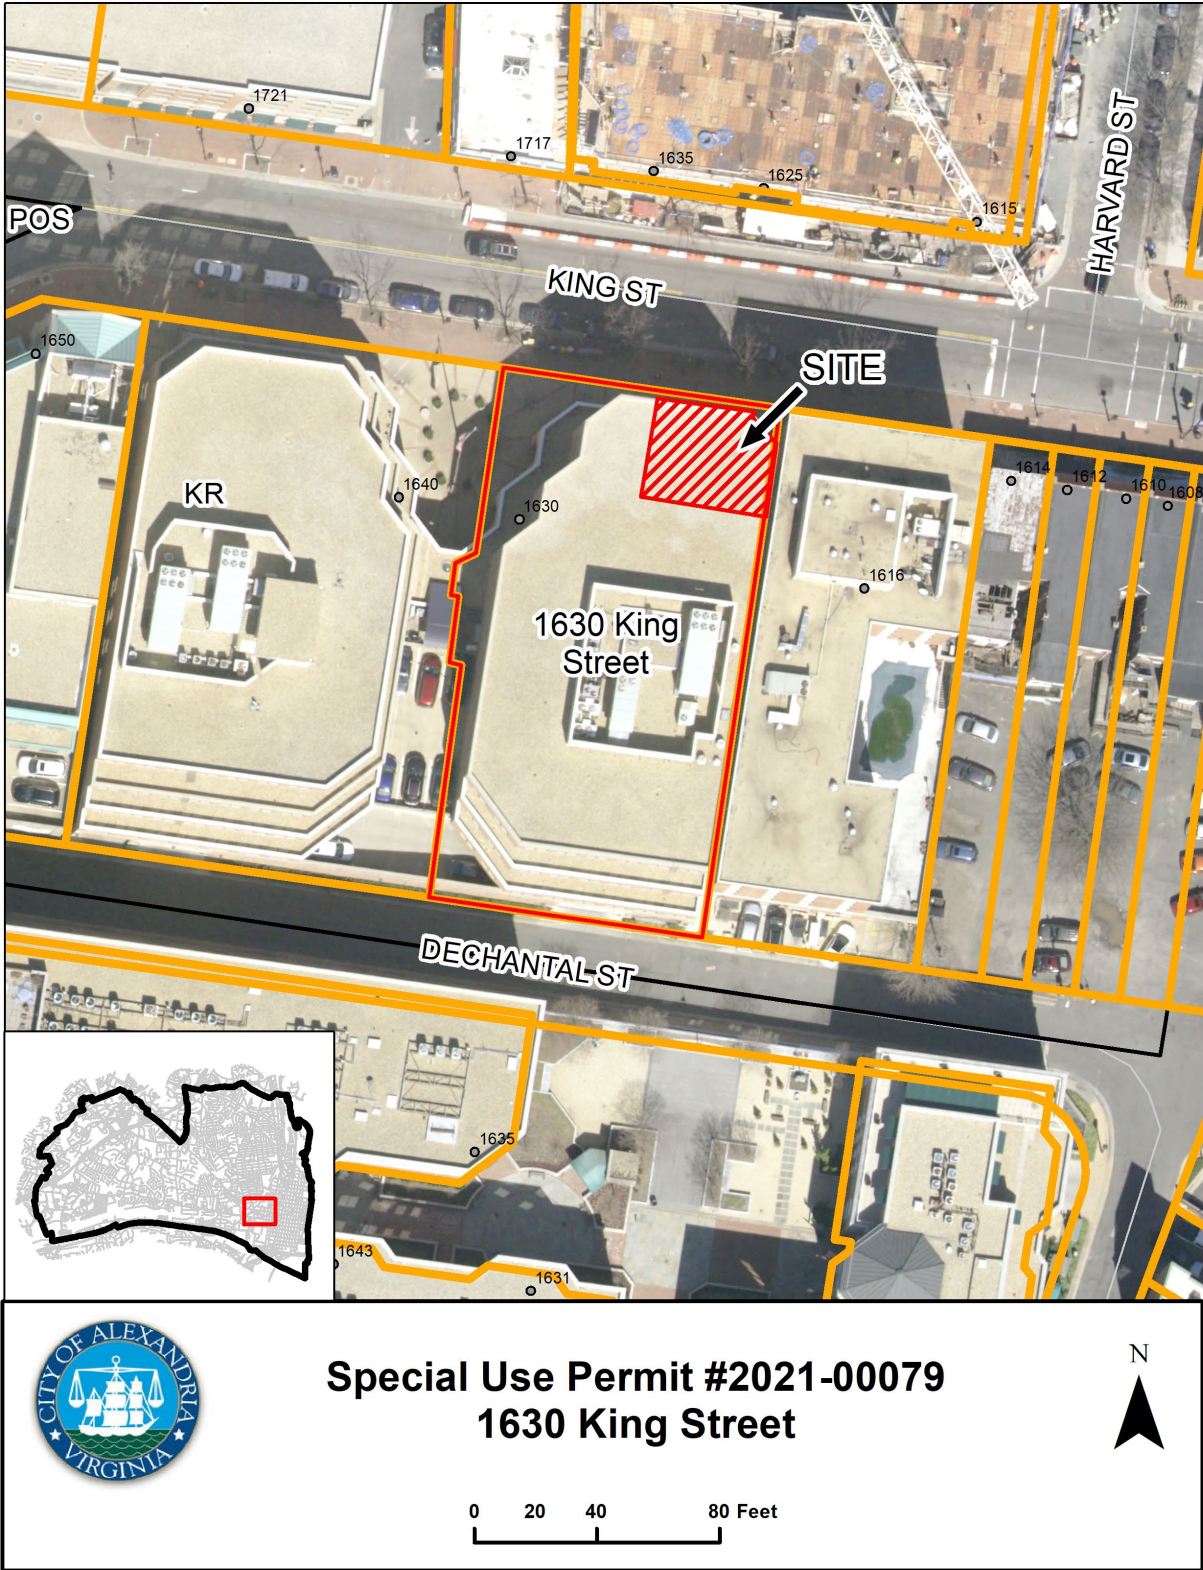 1721
1717
1635
1625
1615
HARVARD ST
POS
KING ST
1650
SITE
KR
1640
1630
1614
1612
1610
1608
1616
1630 King
Street
DECHANTAL ST
1635
1643
1631
CITY OF ALEXANDRIA
VIRGINIA
Special Use Permit #2021-00079
1630 King Street
N
0 20 40 80 Feet